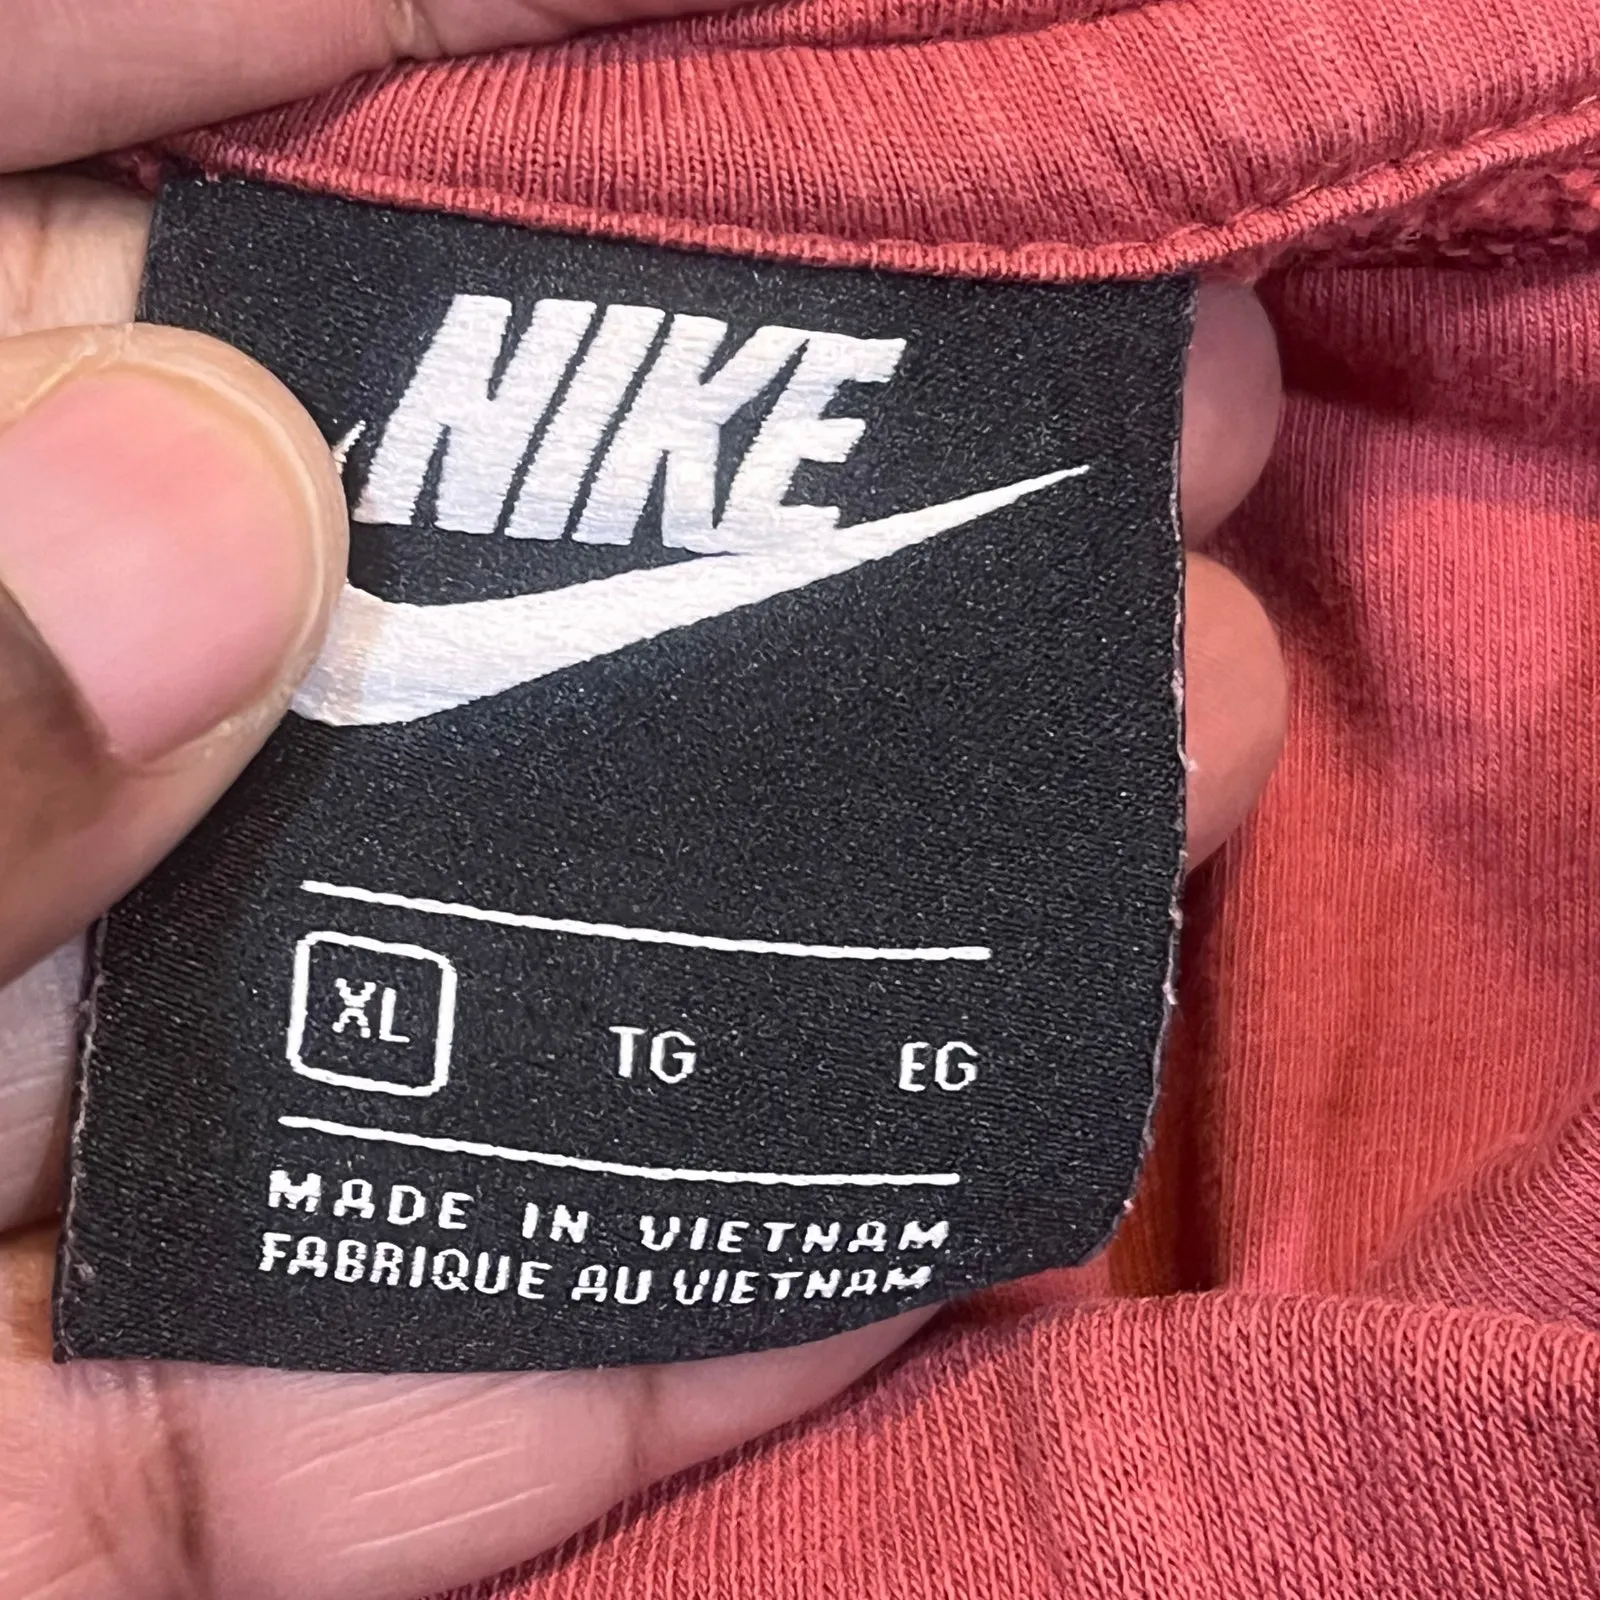 NIKE
XL TG EG
MADE IN VIETNAM
FABRIQUE AU VIETNAM